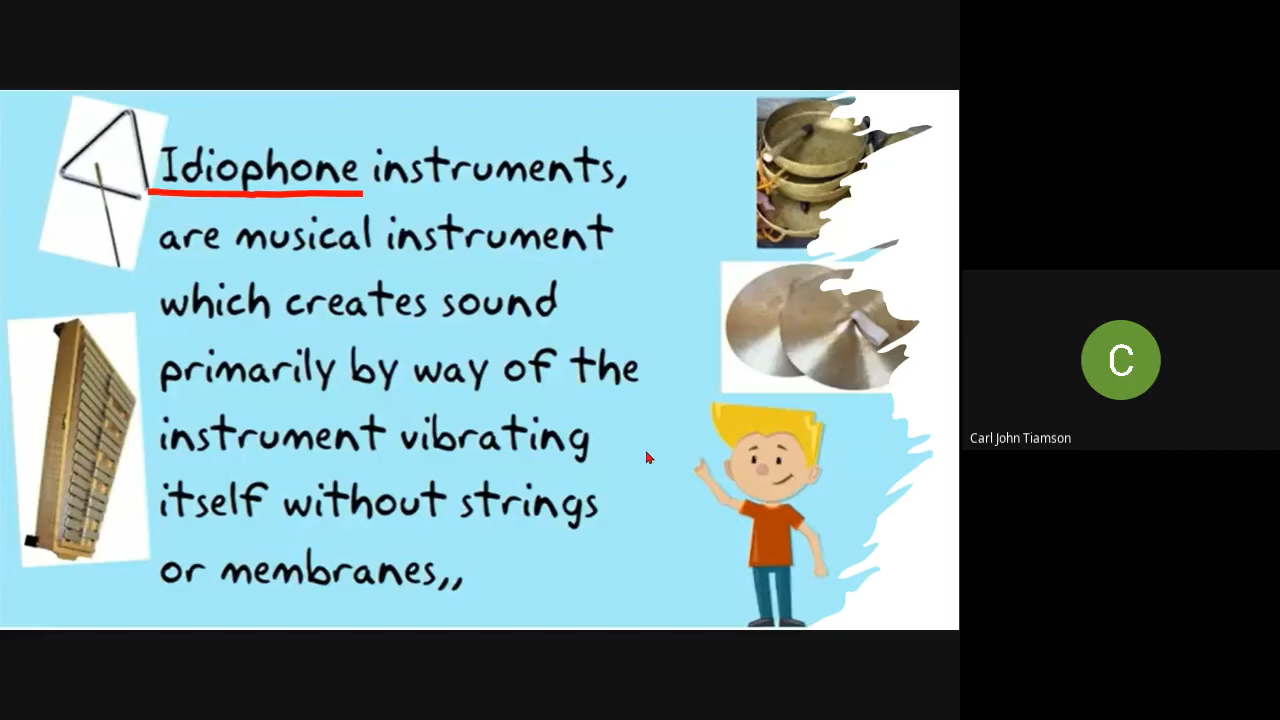 Idiophone instruments,
are musical instrument
which creates sound
primarily by way of the
instrument vibrating
itself without strings
or membranes,,
C
Carl John Tiamson